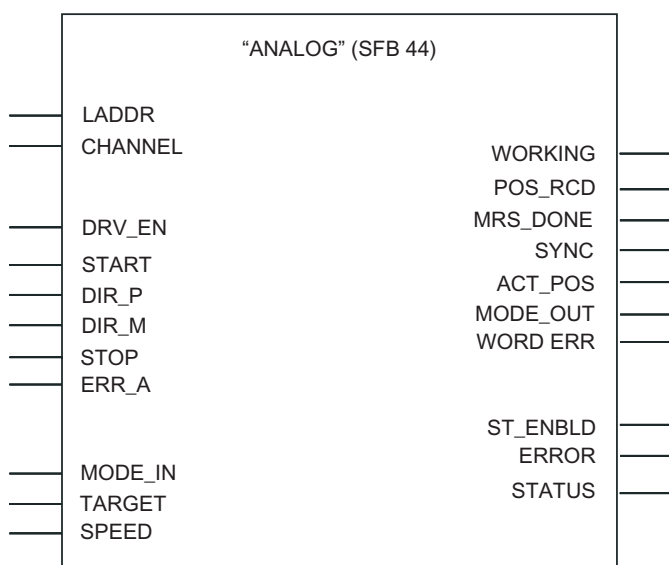 “ANALOG” (SFB 44)
LADDR
CHANNEL
DRV_EN
START
DIR_P
DIR_M
STOP
ERR_A
MODE_IN
TARGET
SPEED
WORKING
POS_RCD
MRS_DONE
SYNC
ACT_POS
MODE_OUT
WORD ERR
ST_ENBLD
ERROR
STATUS